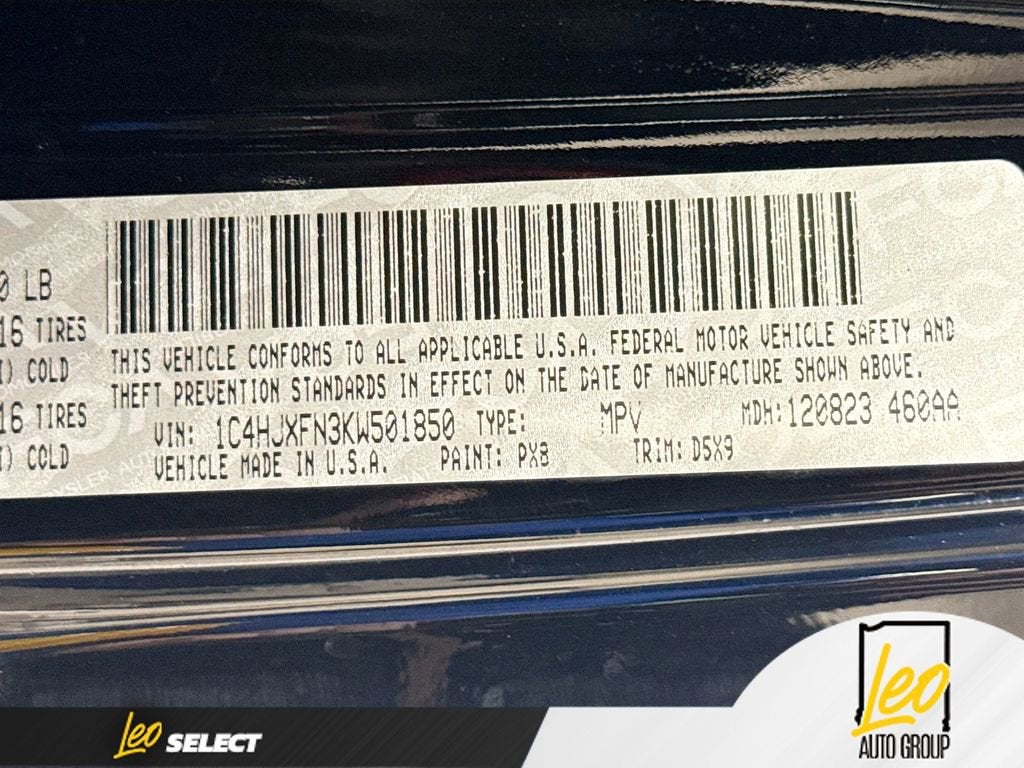 0 LB
16 TIRES
) COLD
16 TIRES
) COLD
THIS VEHICLE CONFORMS TO ALL APPLICABLE U.S.A. FEDERAL MOTOR VEHICLE SAFETY AND
THEFT PREVENTION STANDARDS IN EFFECT ON THE DATE OF MANUFACTURE SHOWN ABOVE.
VIN: 1C4HJXFN3KW501850 TYPE: MPV MDH: 120823 460AA
VEHICLE MADE IN U.S.A. PAINT: PX8 TRIM: D5X9
Leo SELECT
Leo
AUTO GROUP